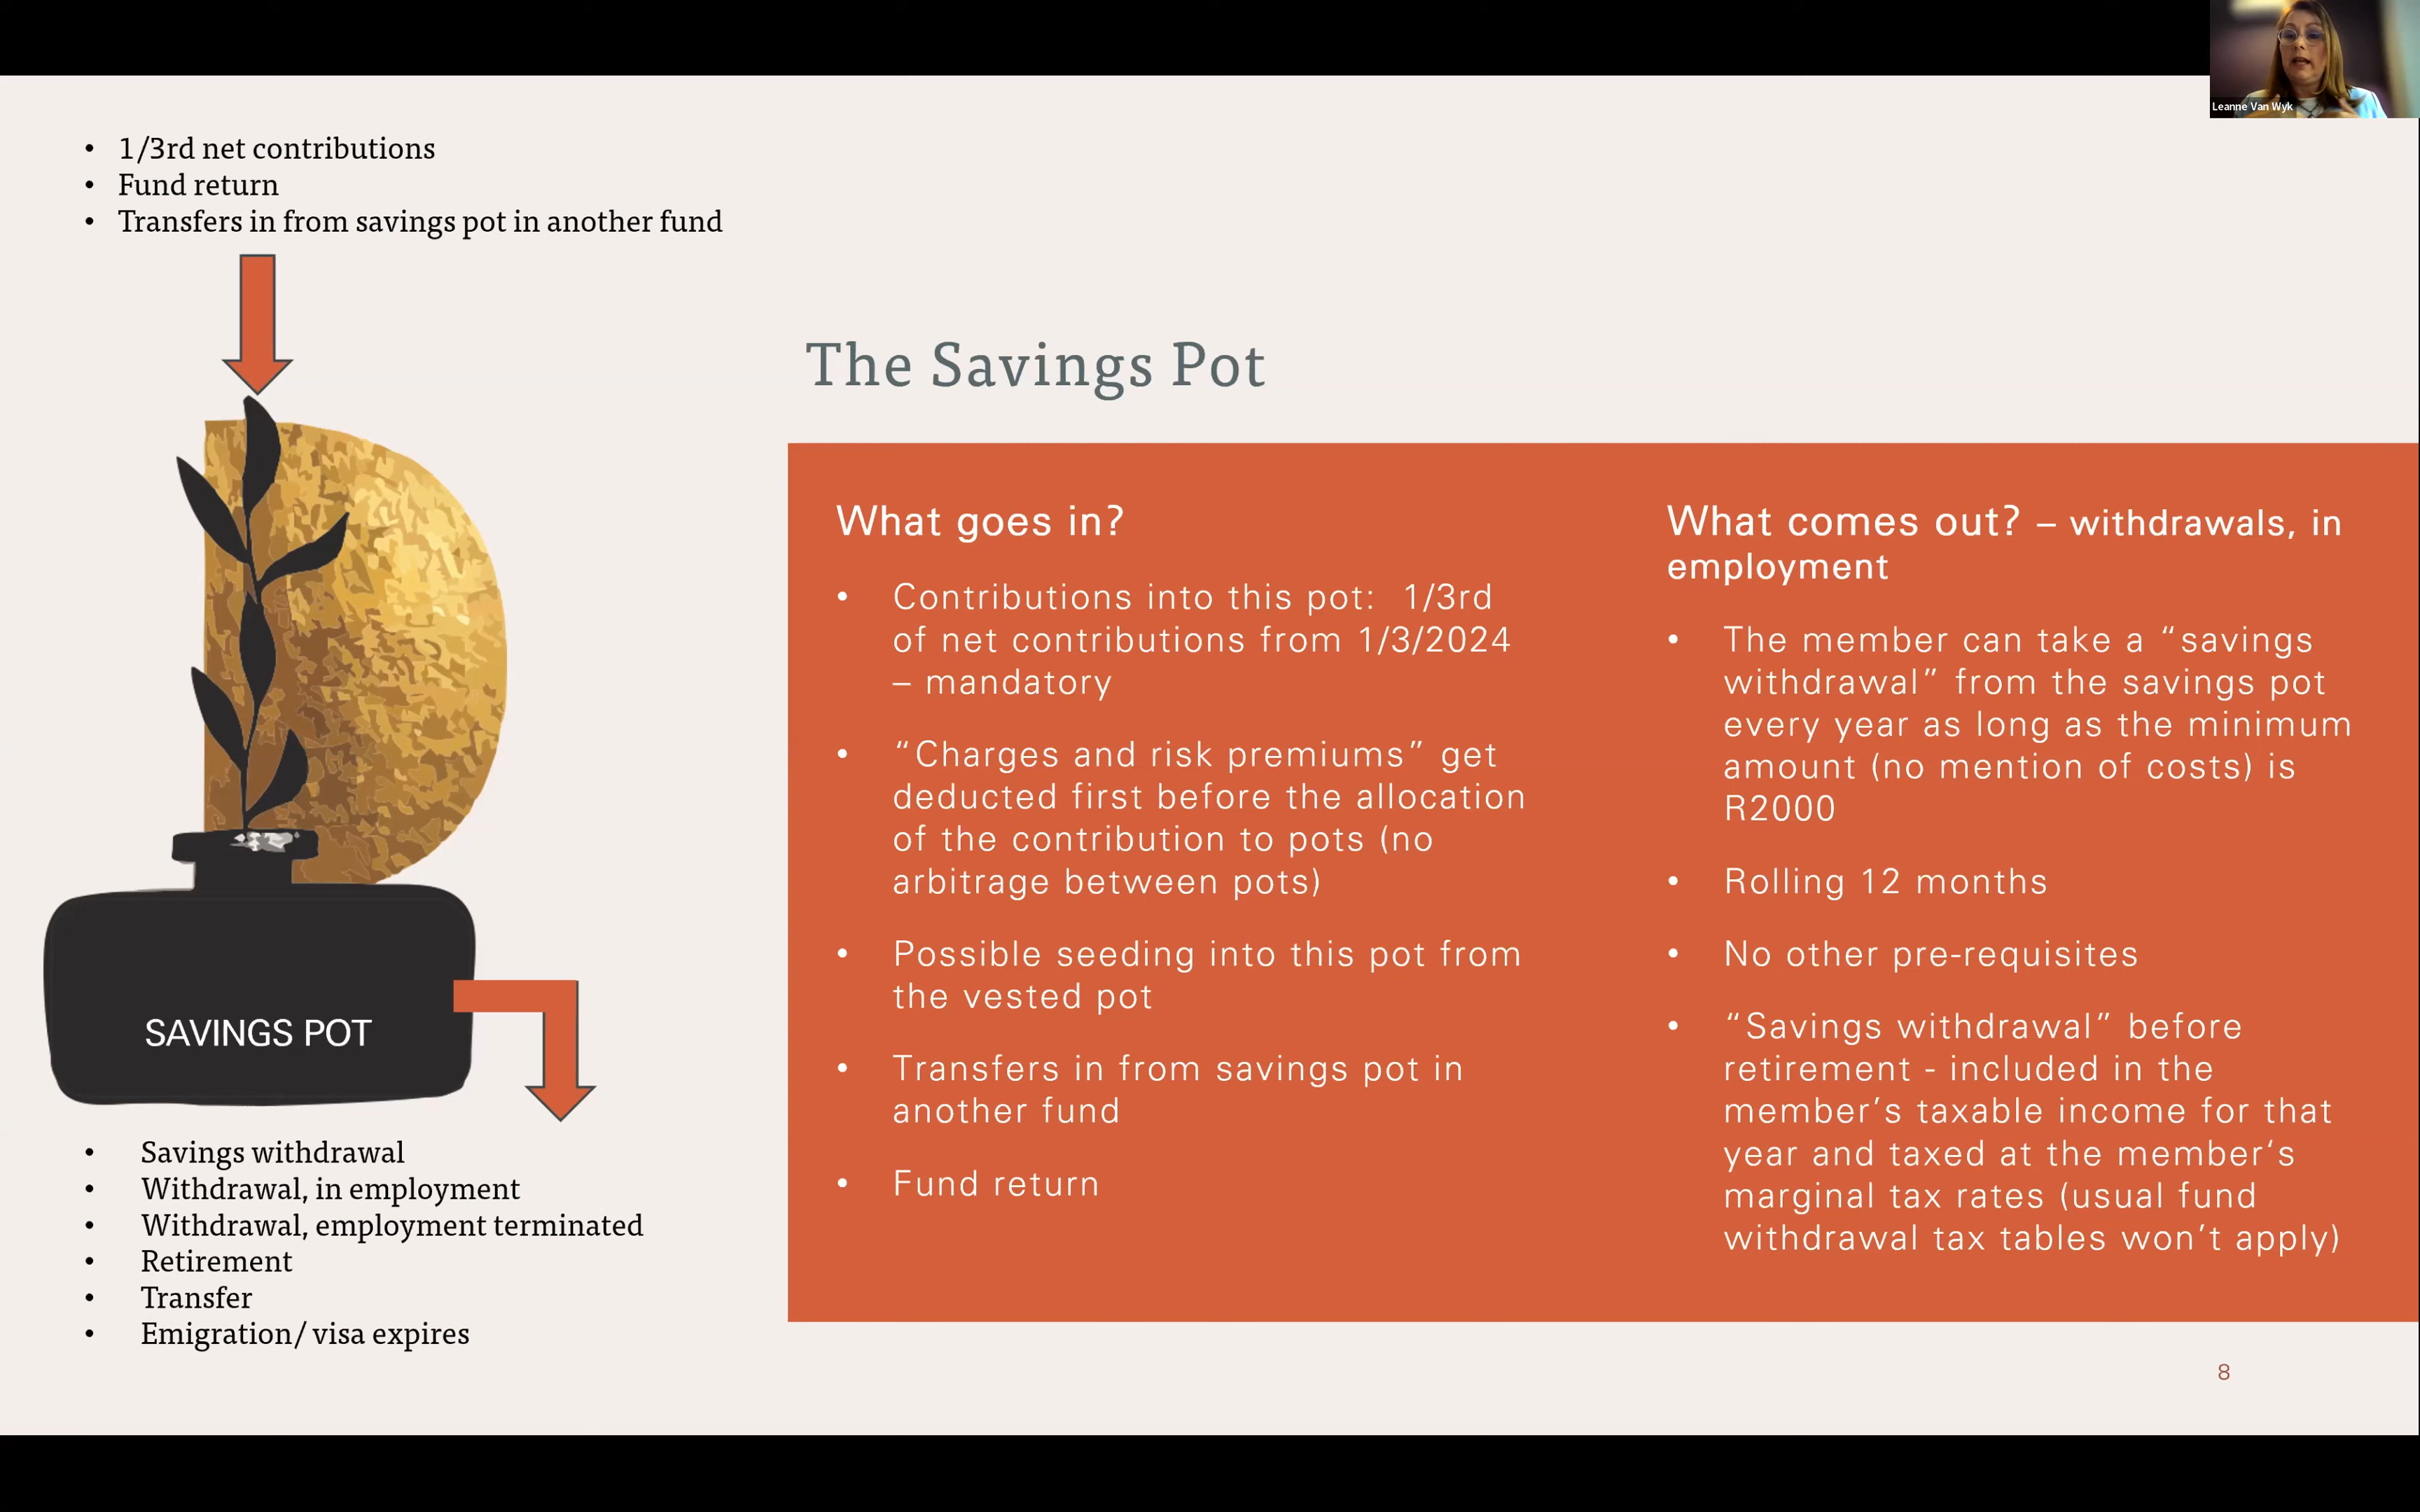 Leanne Van Wyk
• 1/3rd net contributions
• Fund return
• Transfers in from savings pot in another fund
The Savings Pot
What goes in?
• Contributions into this pot:  1/3rd
of net contributions from 1/3/2024
– mandatory
• “Charges and risk premiums” get
deducted first before the allocation
of the contribution to pots (no
arbitrage between pots)
• Possible seeding into this pot from
the vested pot
• Transfers in from savings pot in
another fund
• Fund return
What comes out? – withdrawals, in
employment
• The member can take a “savings
withdrawal” from the savings pot
every year as long as the minimum
amount (no mention of costs) is
R2000
• Rolling 12 months
• No other pre-requisites
• “Savings withdrawal” before
retirement - included in the
member’s taxable income for that
year and taxed at the member‘s
marginal tax rates (usual fund
withdrawal tax tables won’t apply)
SAVINGS POT
• Savings withdrawal
• Withdrawal, in employment
• Withdrawal, employment terminated
• Retirement
• Transfer
• Emigration/ visa expires
8